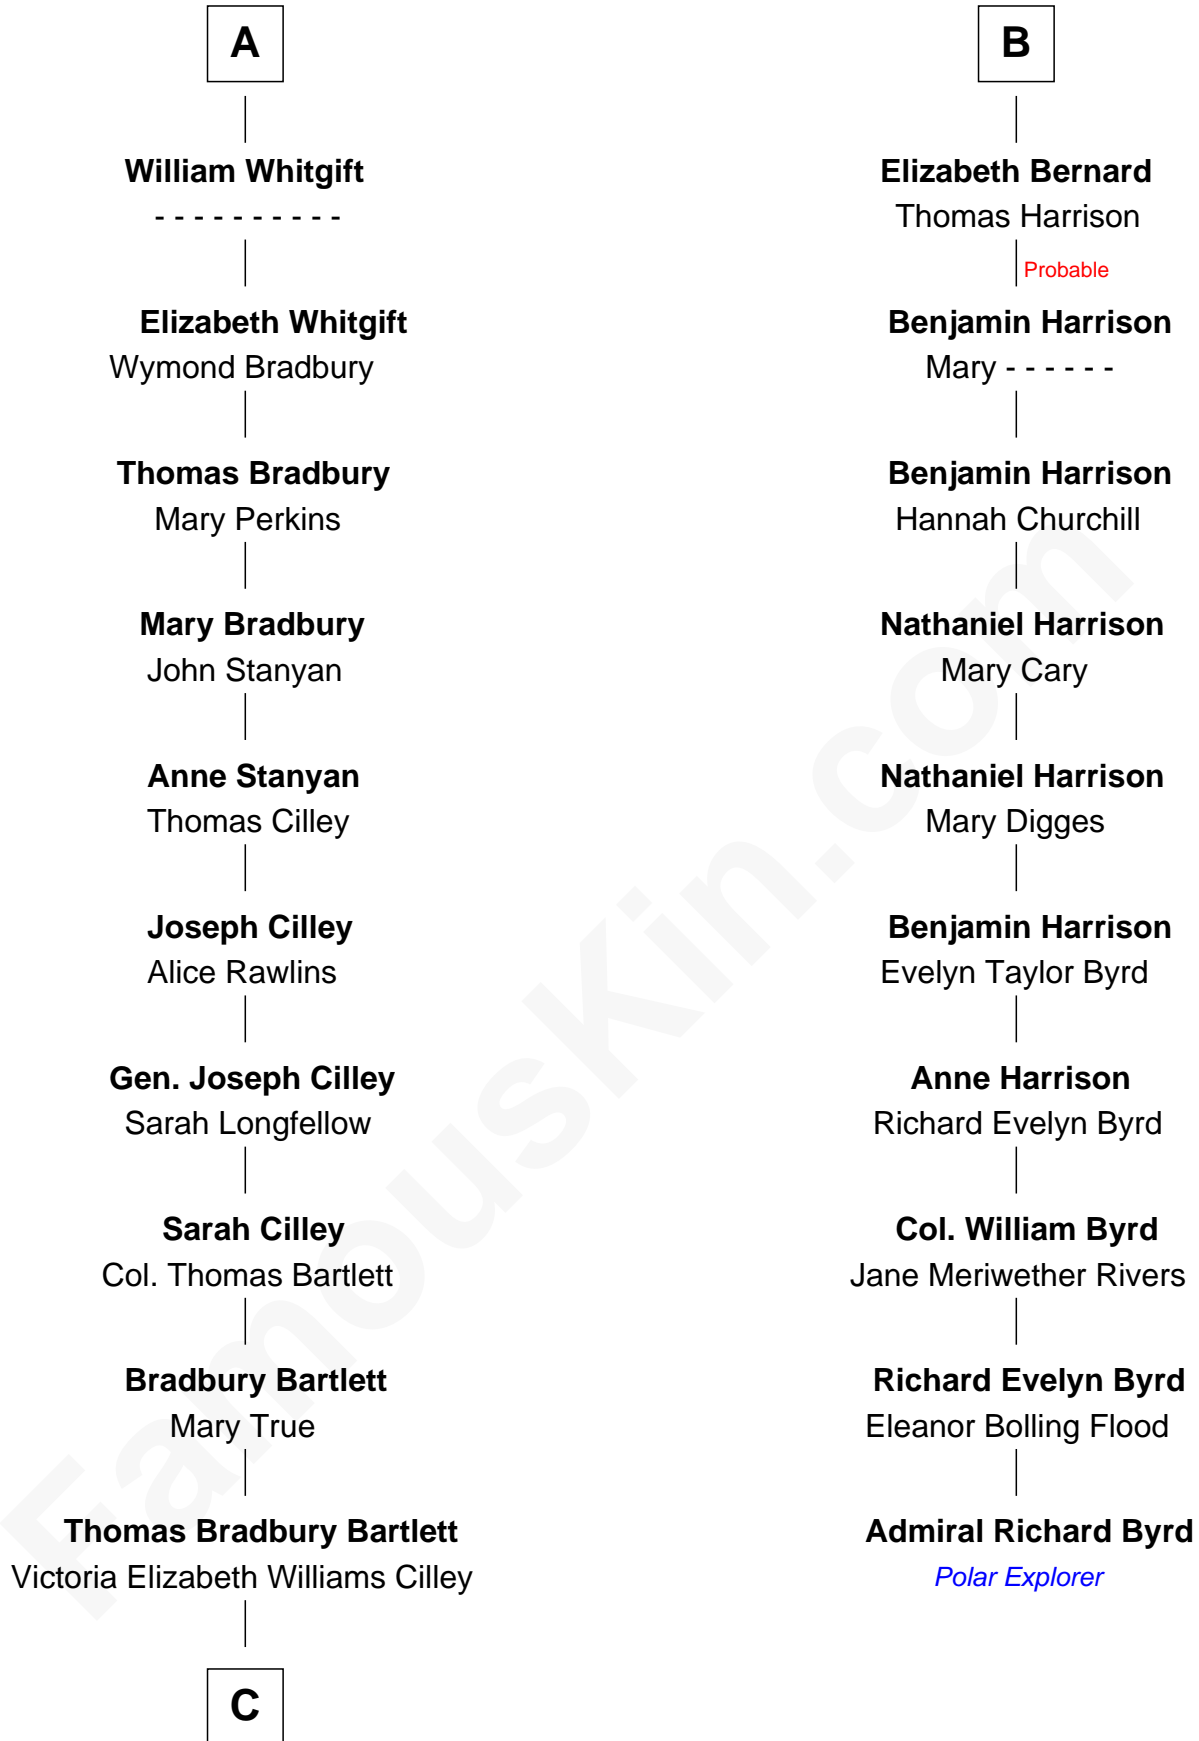 A
William Whitgift
- - - - - - - - - -
Elizabeth Whitgift
Wymond Bradbury
Thomas Bradbury
Mary Perkins
Mary Bradbury
John Stanyan
Anne Stanyan
Thomas Cilley
Joseph Cilley
Alice Rawlins
Gen. Joseph Cilley
Sarah Longfellow
Sarah Cilley
Col. Thomas Bartlett
Bradbury Bartlett
Mary True
Thomas Bradbury Bartlett
Victoria Elizabeth Williams Cilley
C
B
Elizabeth Bernard
Thomas Harrison
Probable
Benjamin Harrison
Mary - - - - - -
Benjamin Harrison
Hannah Churchill
Nathaniel Harrison
Mary Cary
Nathaniel Harrison
Mary Digges
Benjamin Harrison
Evelyn Taylor Byrd
Anne Harrison
Richard Evelyn Byrd
Col. William Byrd
Jane Meriwether Rivers
Richard Evelyn Byrd
Eleanor Bolling Flood
Admiral Richard Byrd
Polar Explorer
FamousKin.com